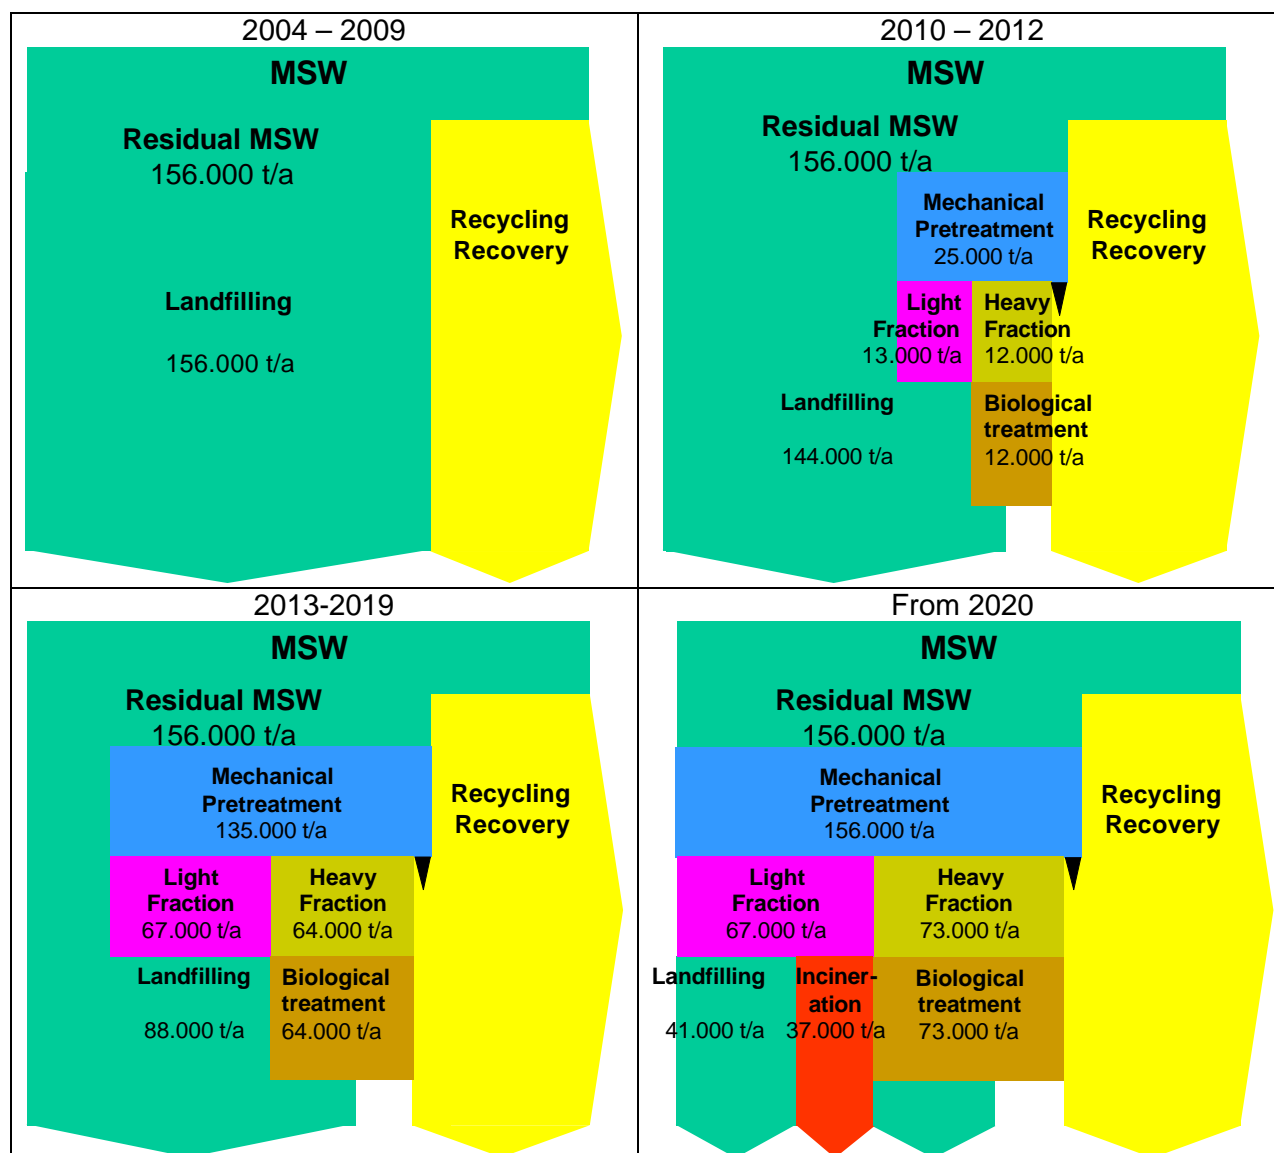 2004 – 2009
MSW
Residual MSW
156.000 t/a
Recycling
Recovery
Landfilling
156.000 t/a
2010 – 2012
MSW
Residual MSW
156.000 t/a
Mechanical
Pretreatment
25.000 t/a
Recycling
Recovery
Light
Fraction
13.000 t/a
Heavy
Fraction
12.000 t/a
Landfilling
144.000 t/a
Biological
treatment
12.000 t/a
2013-2019
MSW
Residual MSW
156.000 t/a
Mechanical
Pretreatment
135.000 t/a
Recycling
Recovery
Light
Fraction
67.000 t/a
Heavy
Fraction
64.000 t/a
Landfilling
88.000 t/a
Biological
treatment
64.000 t/a
From 2020
MSW
Residual MSW
156.000 t/a
Mechanical
Pretreatment
156.000 t/a
Recycling
Recovery
Light
Fraction
67.000 t/a
Heavy
Fraction
73.000 t/a
Landfilling
41.000 t/a
Inciner-
ation
37.000 t/a
Biological
treatment
73.000 t/a